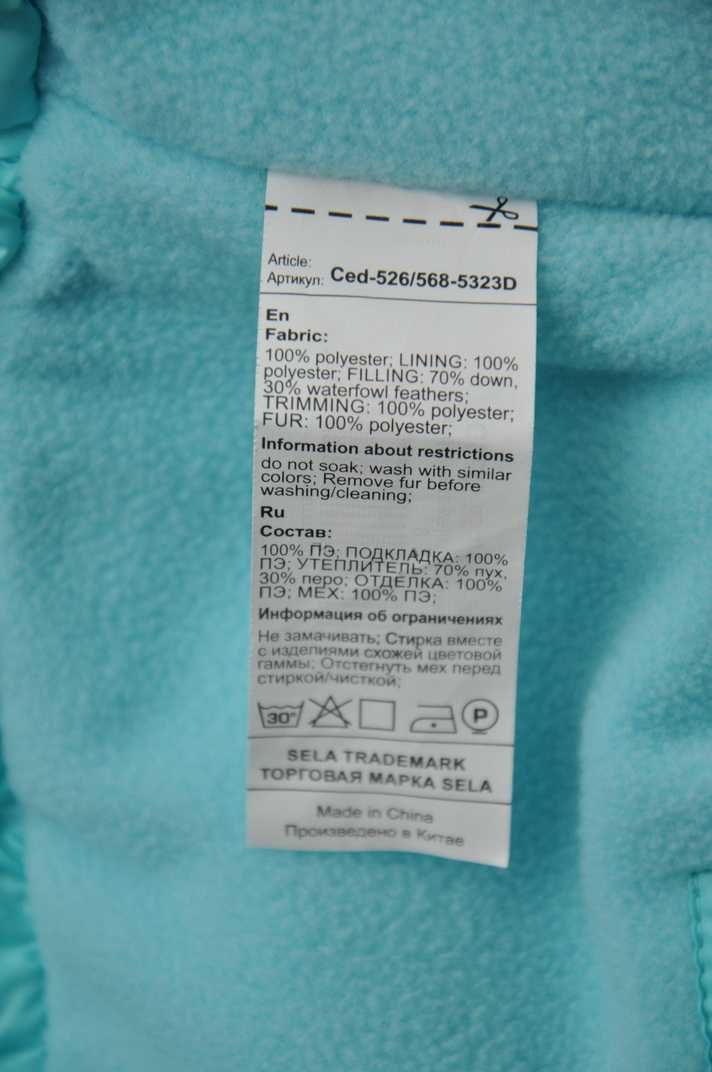 Article:
Артикул: Ced-526/568-5323D
En
Fabric:
100% polyester; LINING: 100%
polyester; FILLING: 70% down,
30% waterfowl feathers;
TRIMMING: 100% polyester;
FUR: 100% polyester;
Information about restrictions
do not soak; wash with similar
colors; Remove fur before
washing/cleaning;
Ru
Состав:
100% ПЭ; ПОДКЛАДКА: 100%
ПЭ; УТЕПЛИТЕЛЬ: 70% пух,
30% перо; ОТДЕЛКА: 100%
ПЭ; МЕХ: 100% ПЭ;
Информация об ограничениях
Не замачивать; Стирка вместе
с изделиями схожей цветовой
гаммы; Отстегнуть мех перед
стиркой/чисткой;
30° P
SELA TRADEMARK
ТОРГОВАЯ МАРКА SELA
Made in China
Произведено в Китае